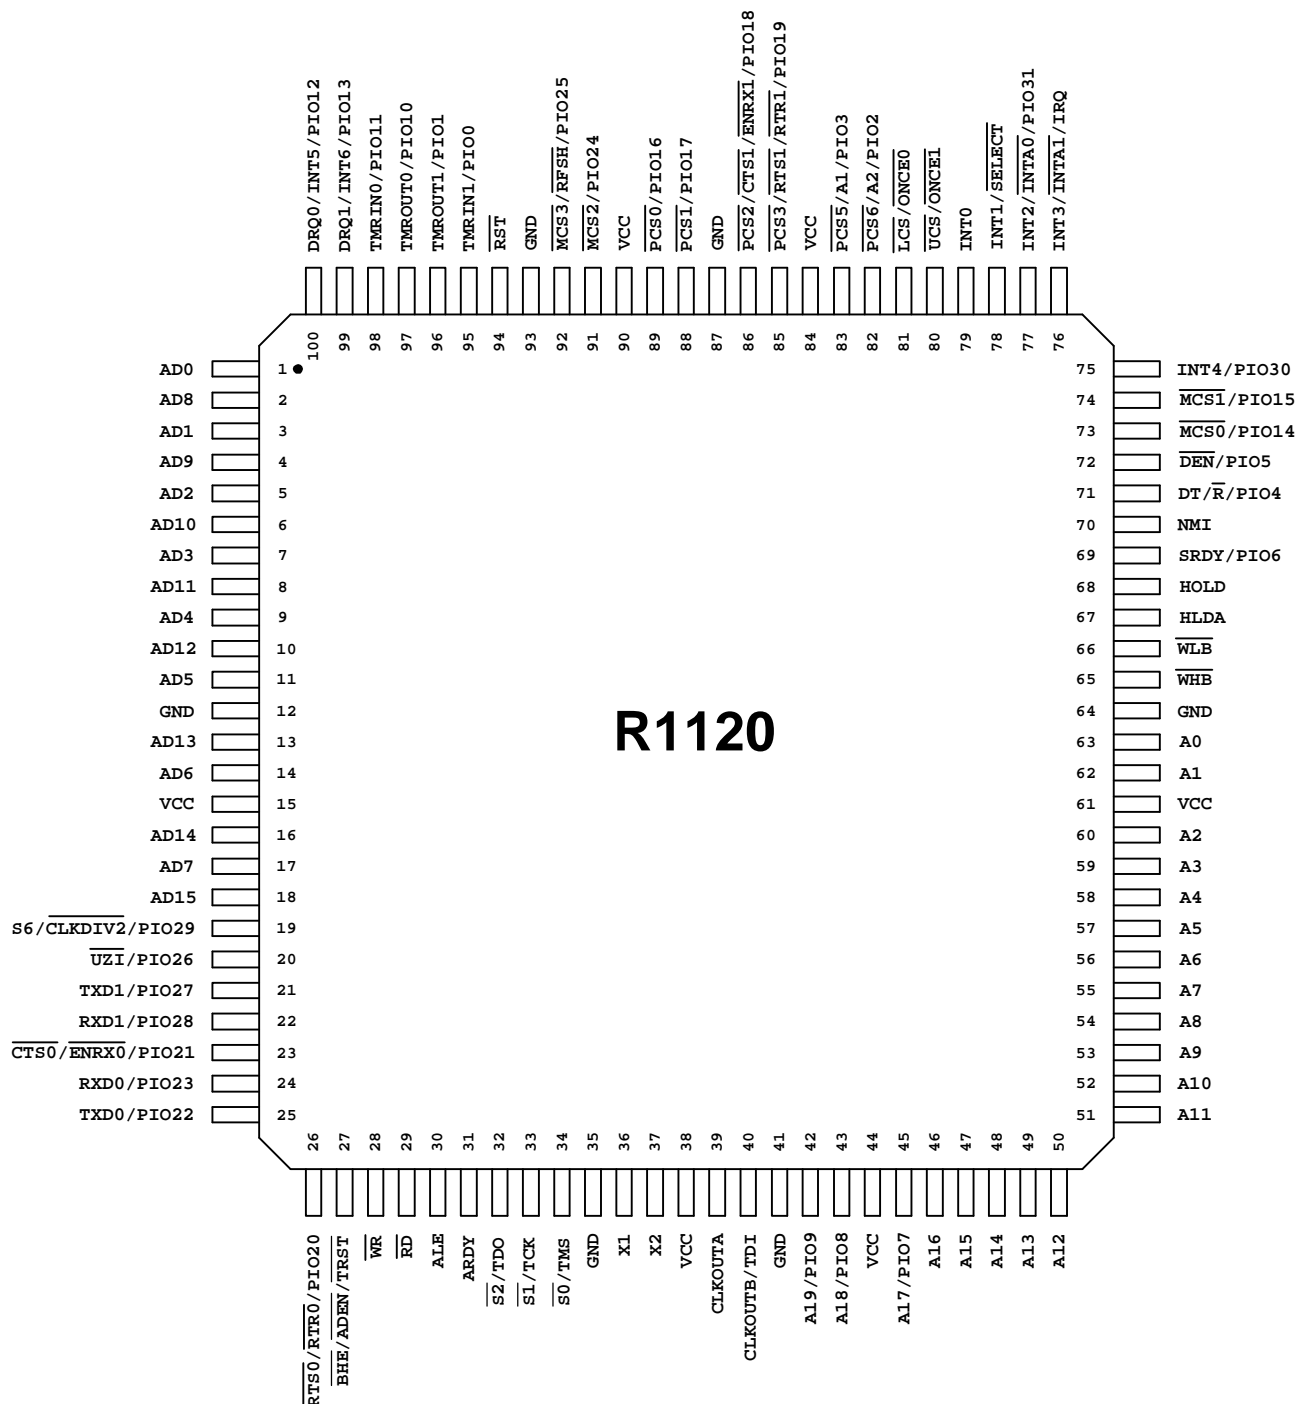 DRQ0/INT5/PIO12
DRQ1/INT6/PIO13
TMRIN0/PIO11
TMROUT0/PIO10
TMROUT1/PIO1
TMRIN1/PIO0
RST
GND
MCS3/RFSH/PIO25
MCS2/PIO24
VCC
PCS0/PIO16
PCS1/PIO17
GND
PCS2/CTS1/ENRX1/PIO18
PCS3/RTS1/RTR1/PIO19
VCC
PCS5/A1/PIO3
PCS6/A2/PIO2
LCS/ONCE0
UCS/ONCE1
INT0
INT1/SELECT
INT2/INTA0/PIO31
INT3/INTA1/IRQ
100
99
98
97
96
95
94
93
92
91
90
89
88
87
86
85
84
83
82
81
80
79
78
77
76
AD0 1
AD8 2
AD1 3
AD9 4
AD2 5
AD10 6
AD3 7
AD11 8
AD4 9
AD12 10
AD5 11
GND 12
AD13 13
AD6 14
VCC 15
AD14 16
AD7 17
AD15 18
S6/CLKDIV2/PIO29 19
UZI/PIO26 20
TXD1/PIO27 21
RXD1/PIO28 22
CTS0/ENRX0/PIO21 23
RXD0/PIO23 24
TXD0/PIO22 25
R1120
75 INT4/PIO30
74 MCS1/PIO15
73 MCS0/PIO14
72 DEN/PIO5
71 DT/R/PIO4
70 NMI
69 SRDY/PIO6
68 HOLD
67 HLDA
66 WLB
65 WHB
64 GND
63 A0
62 A1
61 VCC
60 A2
59 A3
58 A4
57 A5
56 A6
55 A7
54 A8
53 A9
52 A10
51 A11
26
27
28
29
30
31
32
33
34
35
36
37
38
39
40
41
42
43
44
45
46
47
48
49
50
RTS0/RTR0/PIO20
BHE/ADEN/TRST
WR
RD
ALE
ARDY
S2/TDO
S1/TCK
S0/TMS
GND
X1
X2
VCC
CLKOUTA
CLKOUTB/TDI
GND
A19/PIO9
A18/PIO8
VCC
A17/PIO7
A16
A15
A14
A13
A12